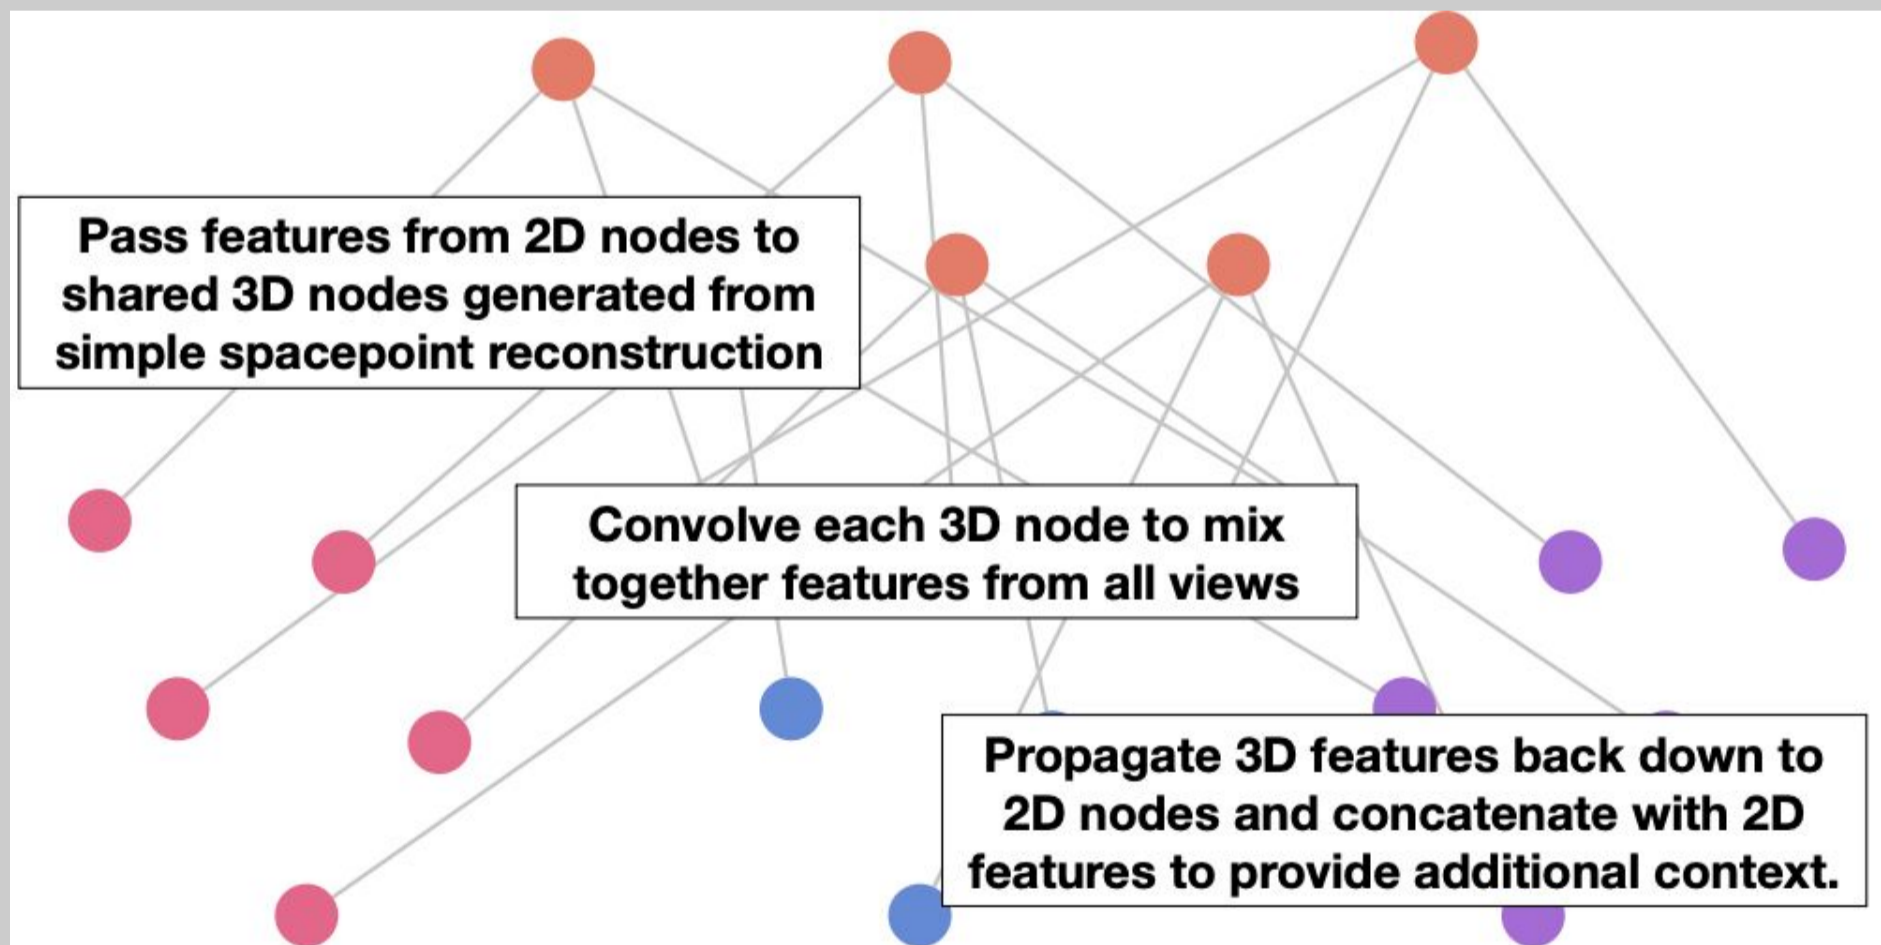 Pass features from 2D nodes to
shared 3D nodes generated from
simple spacepoint reconstruction
Convolve each 3D node to mix
together features from all views
Propagate 3D features back down to
2D nodes and concatenate with 2D
features to provide additional context.